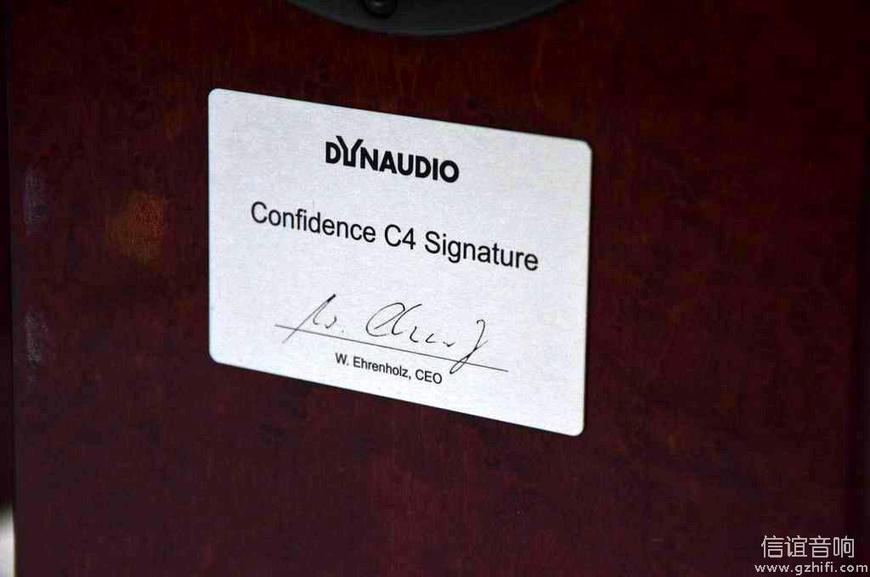 DYNAUDIO
Confidence C4 Signature
W. Ehrenholz, CEO
信谊音响
www.gzhifi.com